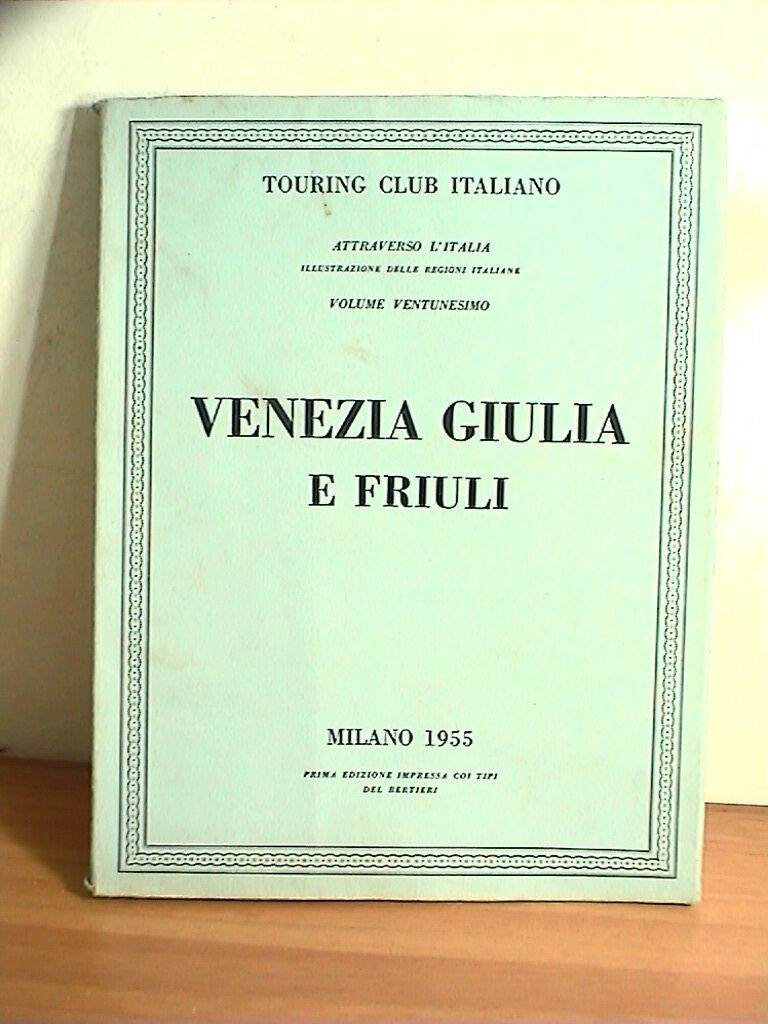 TOURING CLUB ITALIANO
ATTRAVERSO L'ITALIA
ILLUSTRAZIONE DELLE REGIONI ITALIANE
VOLUME VENTUNESIMO
VENEZIA GIULIA
E FRIULI
MILANO 1955
PRIMA EDIZIONE IMPRESSA COI TIPI
DEL BERTIERI